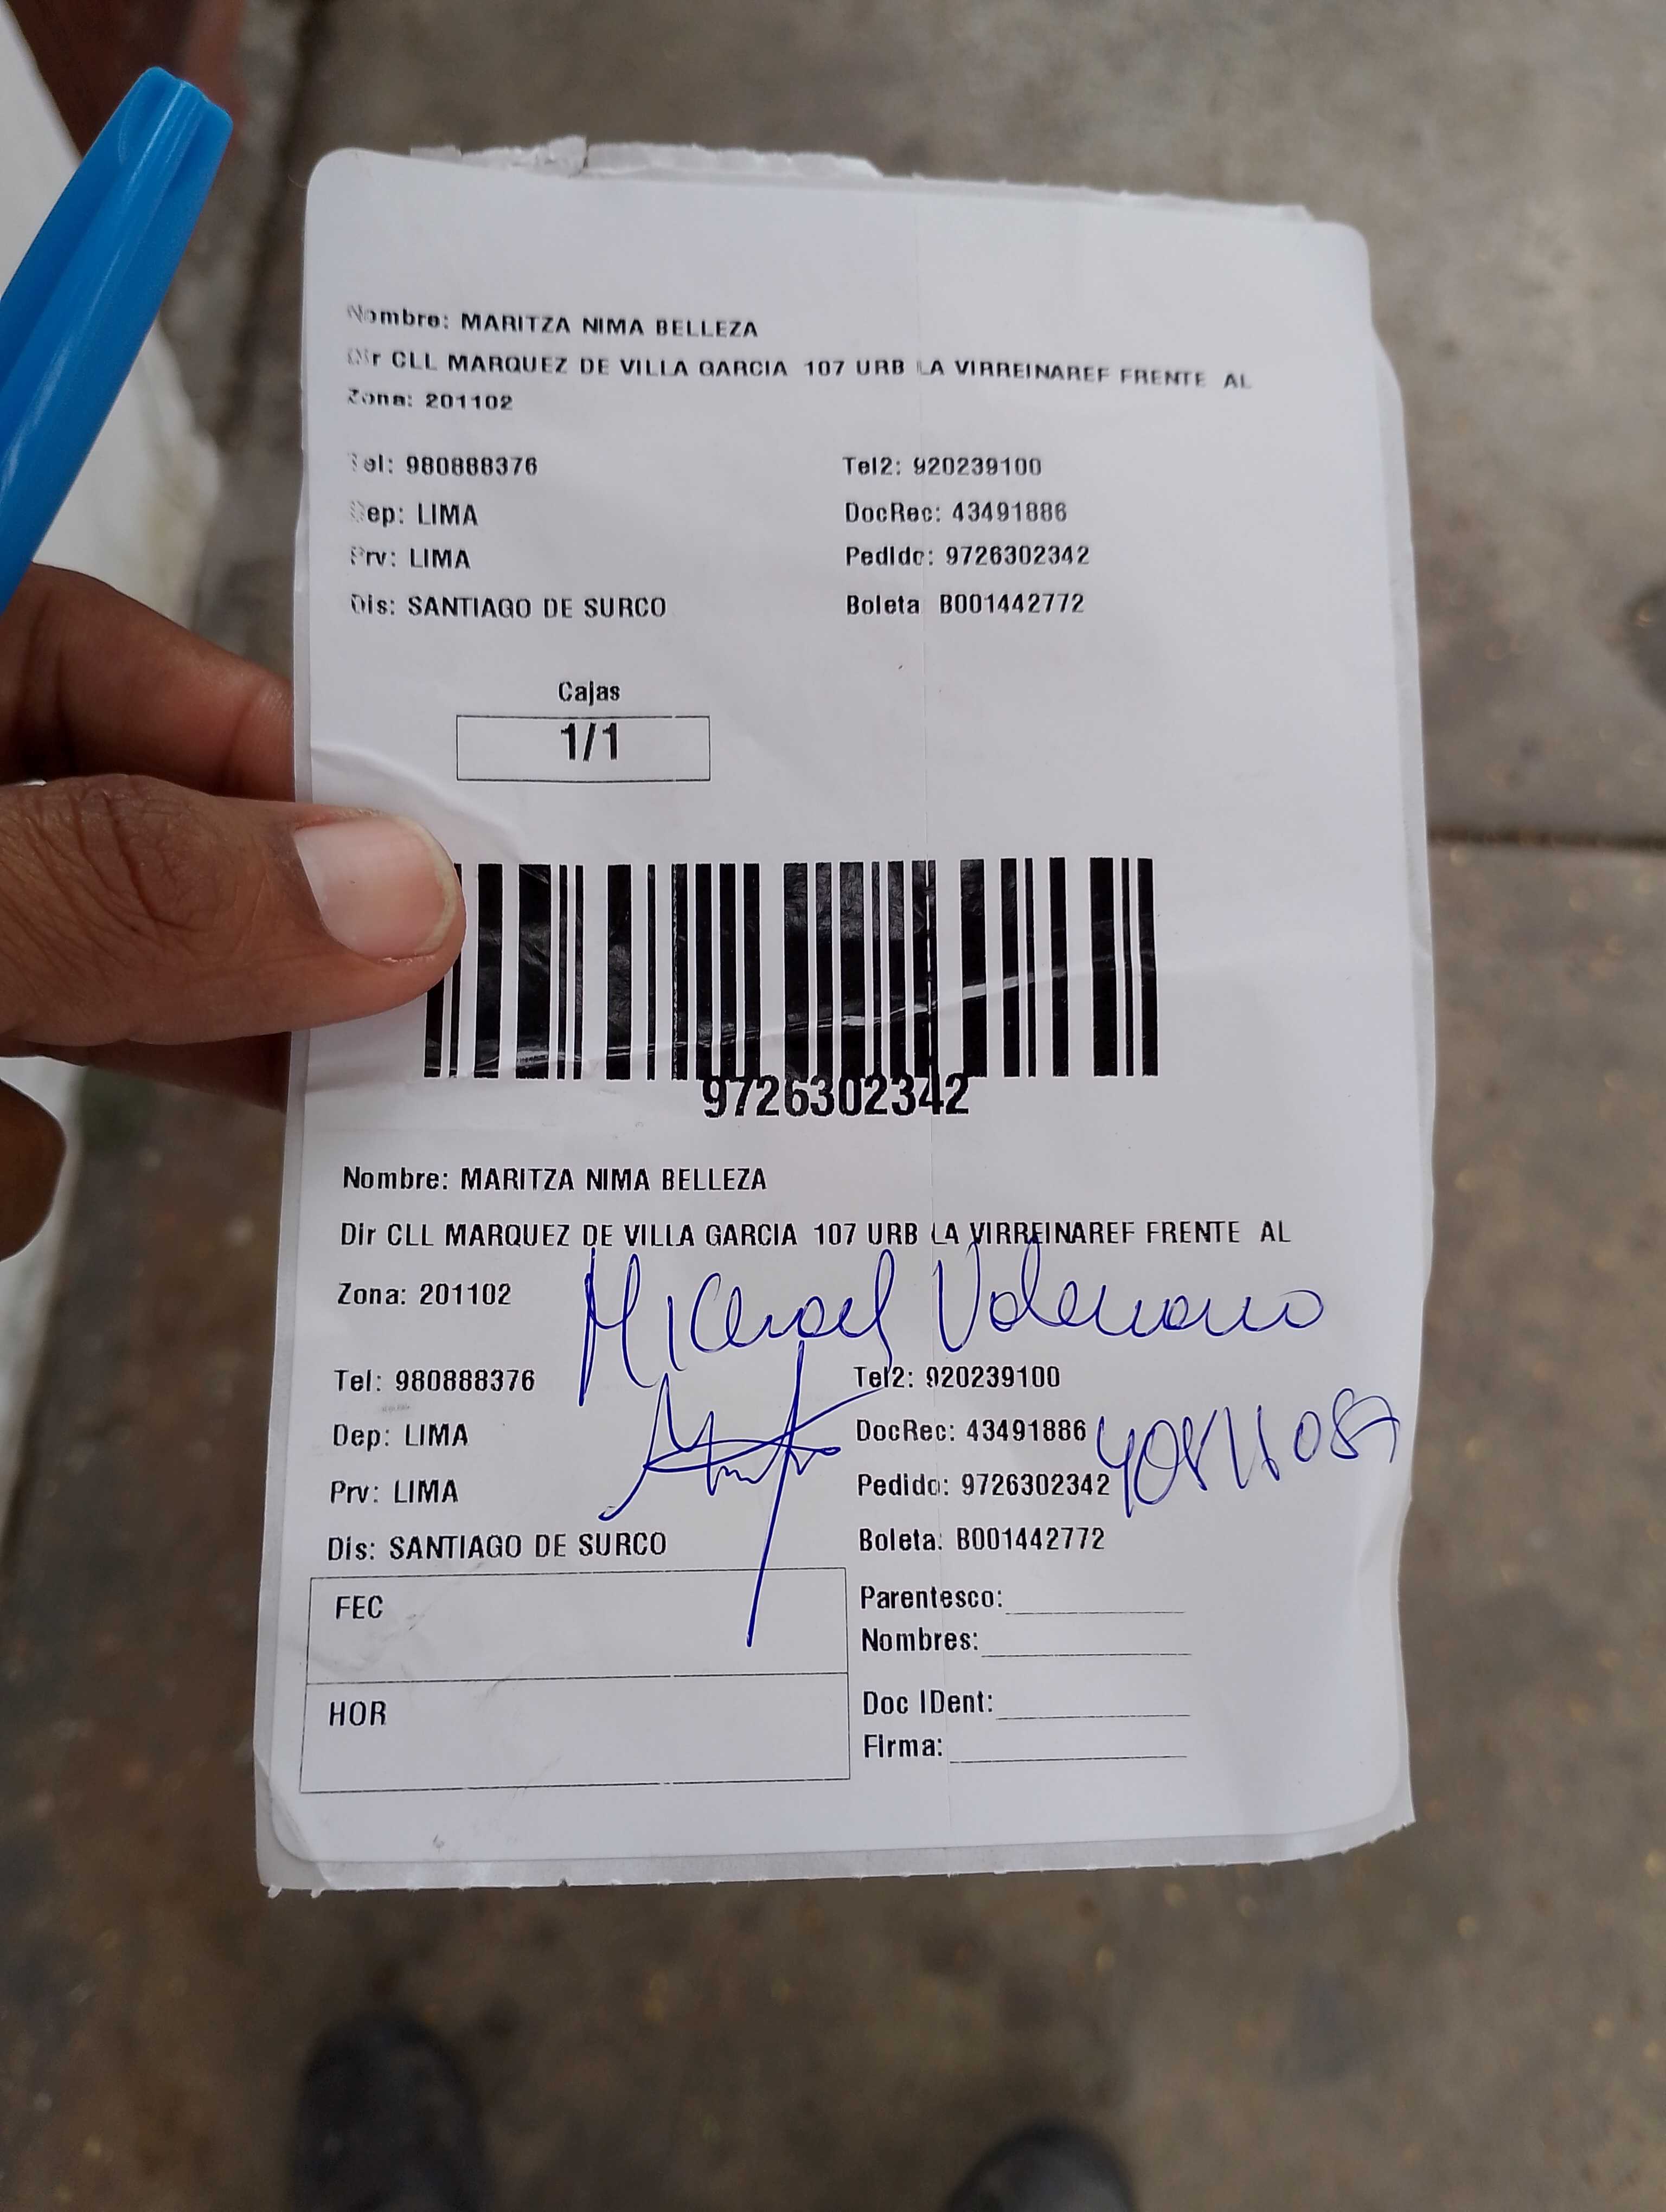 Nombre: MARITZA NIMA BELLEZA
Dir CLL MARQUEZ DE VILLA GARCIA 107 URB LA VIRREINAREF FRENTE AL
Zona: 201102
Tel: 980888376 Tel2: 920239100
Dep: LIMA DocRec: 43491886
Prv: LIMA Pedido: 9726302342
Dis: SANTIAGO DE SURCO Boleta B001442772
Cajas
1/1
9726302342
Nombre: MARITZA NIMA BELLEZA
Dir CLL MARQUEZ DE VILLA GARCIA 107 URB LA VIRREINAREF FRENTE AL
Zona: 201102
Tel: 980888376 Tel2: 920239100
Dep: LIMA DocRec: 43491886
Prv: LIMA Pedido: 9726302342
Dis: SANTIAGO DE SURCO Boleta: B001442772
FEC Parentesco:
Nombres:
HOR Doc IDent:
Firma: